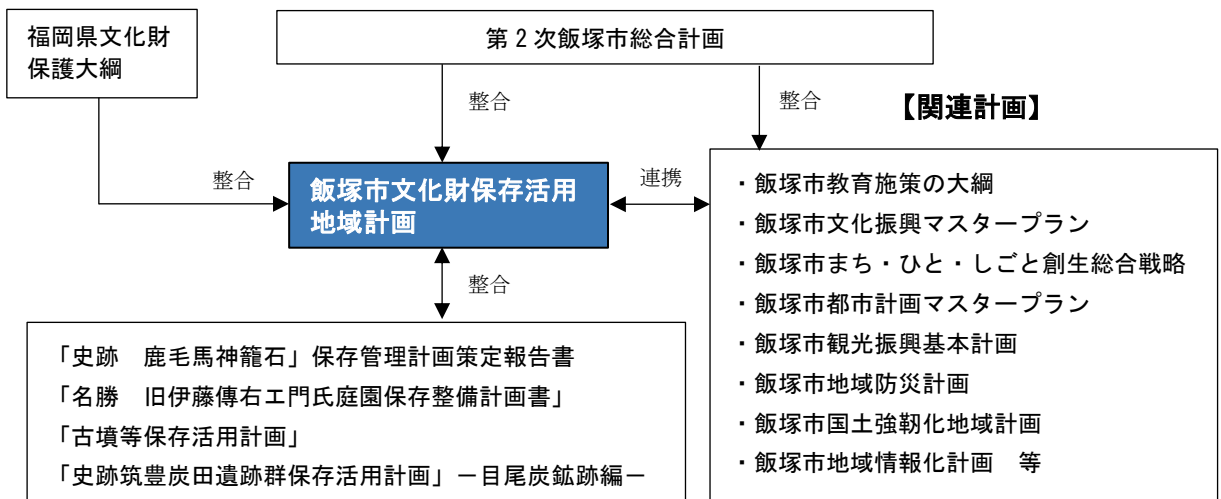 福岡県文化財
保護大綱
第2次飯塚市総合計画
整合
整合
【関連計画】
整合
飯塚市文化財保存活用
地域計画
連携
・飯塚市教育施策の大綱
・飯塚市文化振興マスタープラン
・飯塚市まち・ひと・しごと創生総合戦略
・飯塚市都市計画マスタープラン
・飯塚市観光振興基本計画
・飯塚市地域防災計画
・飯塚市国土強靭化地域計画
・飯塚市地域情報化計画　等
整合
「史跡　鹿毛馬神籠石」保存管理計画策定報告書
「名勝　旧伊藤傳右エ門氏庭園保存整備計画書」
「古墳等保存活用計画」
「史跡筑豊炭田遺跡群保存活用計画」－目尾炭鉱跡編－